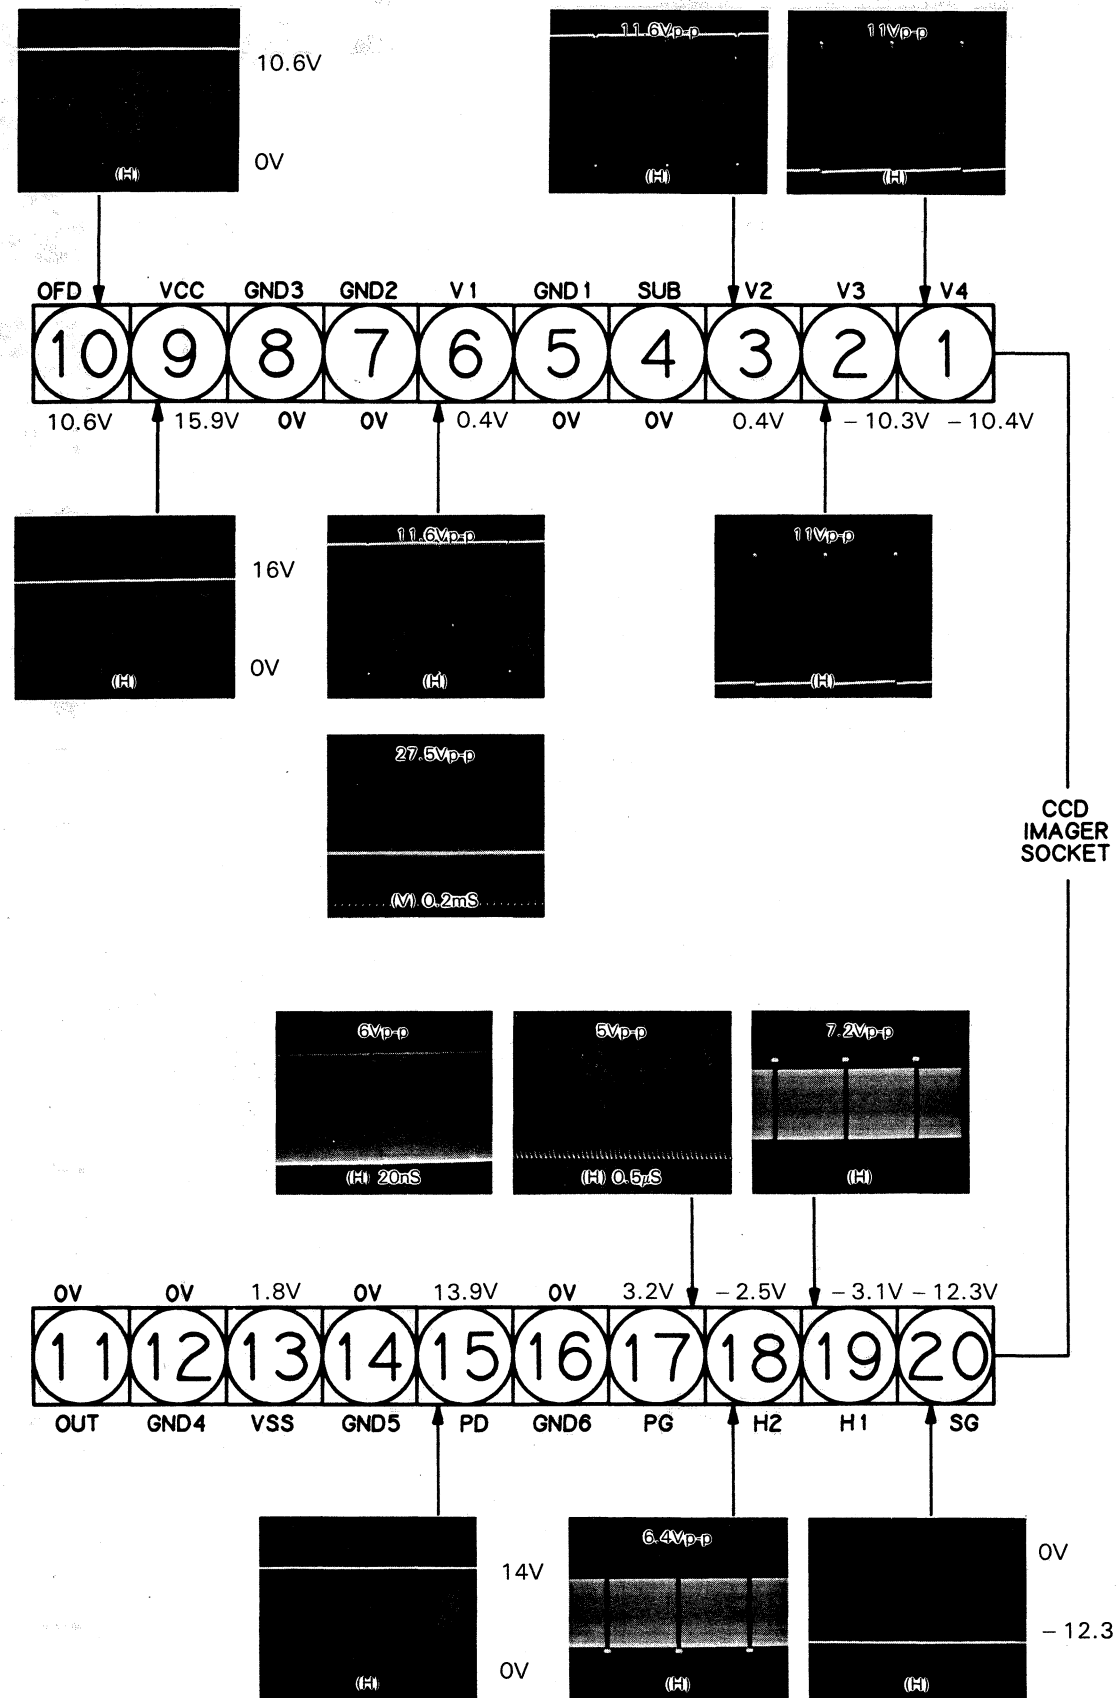 11.6Vp-p 11Vp-p
10.6V
0V
(H) (H) (H)
OFD VCC GND3 GND2 V1 GND1 SUB V2 V3 V4
10 9 8 7 6 5 4 3 2 1
10.6V 15.9V 0V 0V 0.4V 0V 0V 0.4V -10.3V -10.4V
11.6Vp-p 11Vp-p
16V
0V
(H) (H) (H)
27.5Vp-p
(V) 0.2mS
CCD
IMAGER
SOCKET
6Vp-p 5Vp-p 7.2Vp-p
(H) 20nS (H) 0.5μS (H)
0V 0V 1.8V 0V 13.9V 0V 3.2V -2.5V -3.1V -12.3V
11 12 13 14 15 16 17 18 19 20
OUT GND4 VSS GND5 PD GND6 PG H2 H1 SG
6.4Vp-p
0V
14V
-12.3
0V
(H) (H) (H)